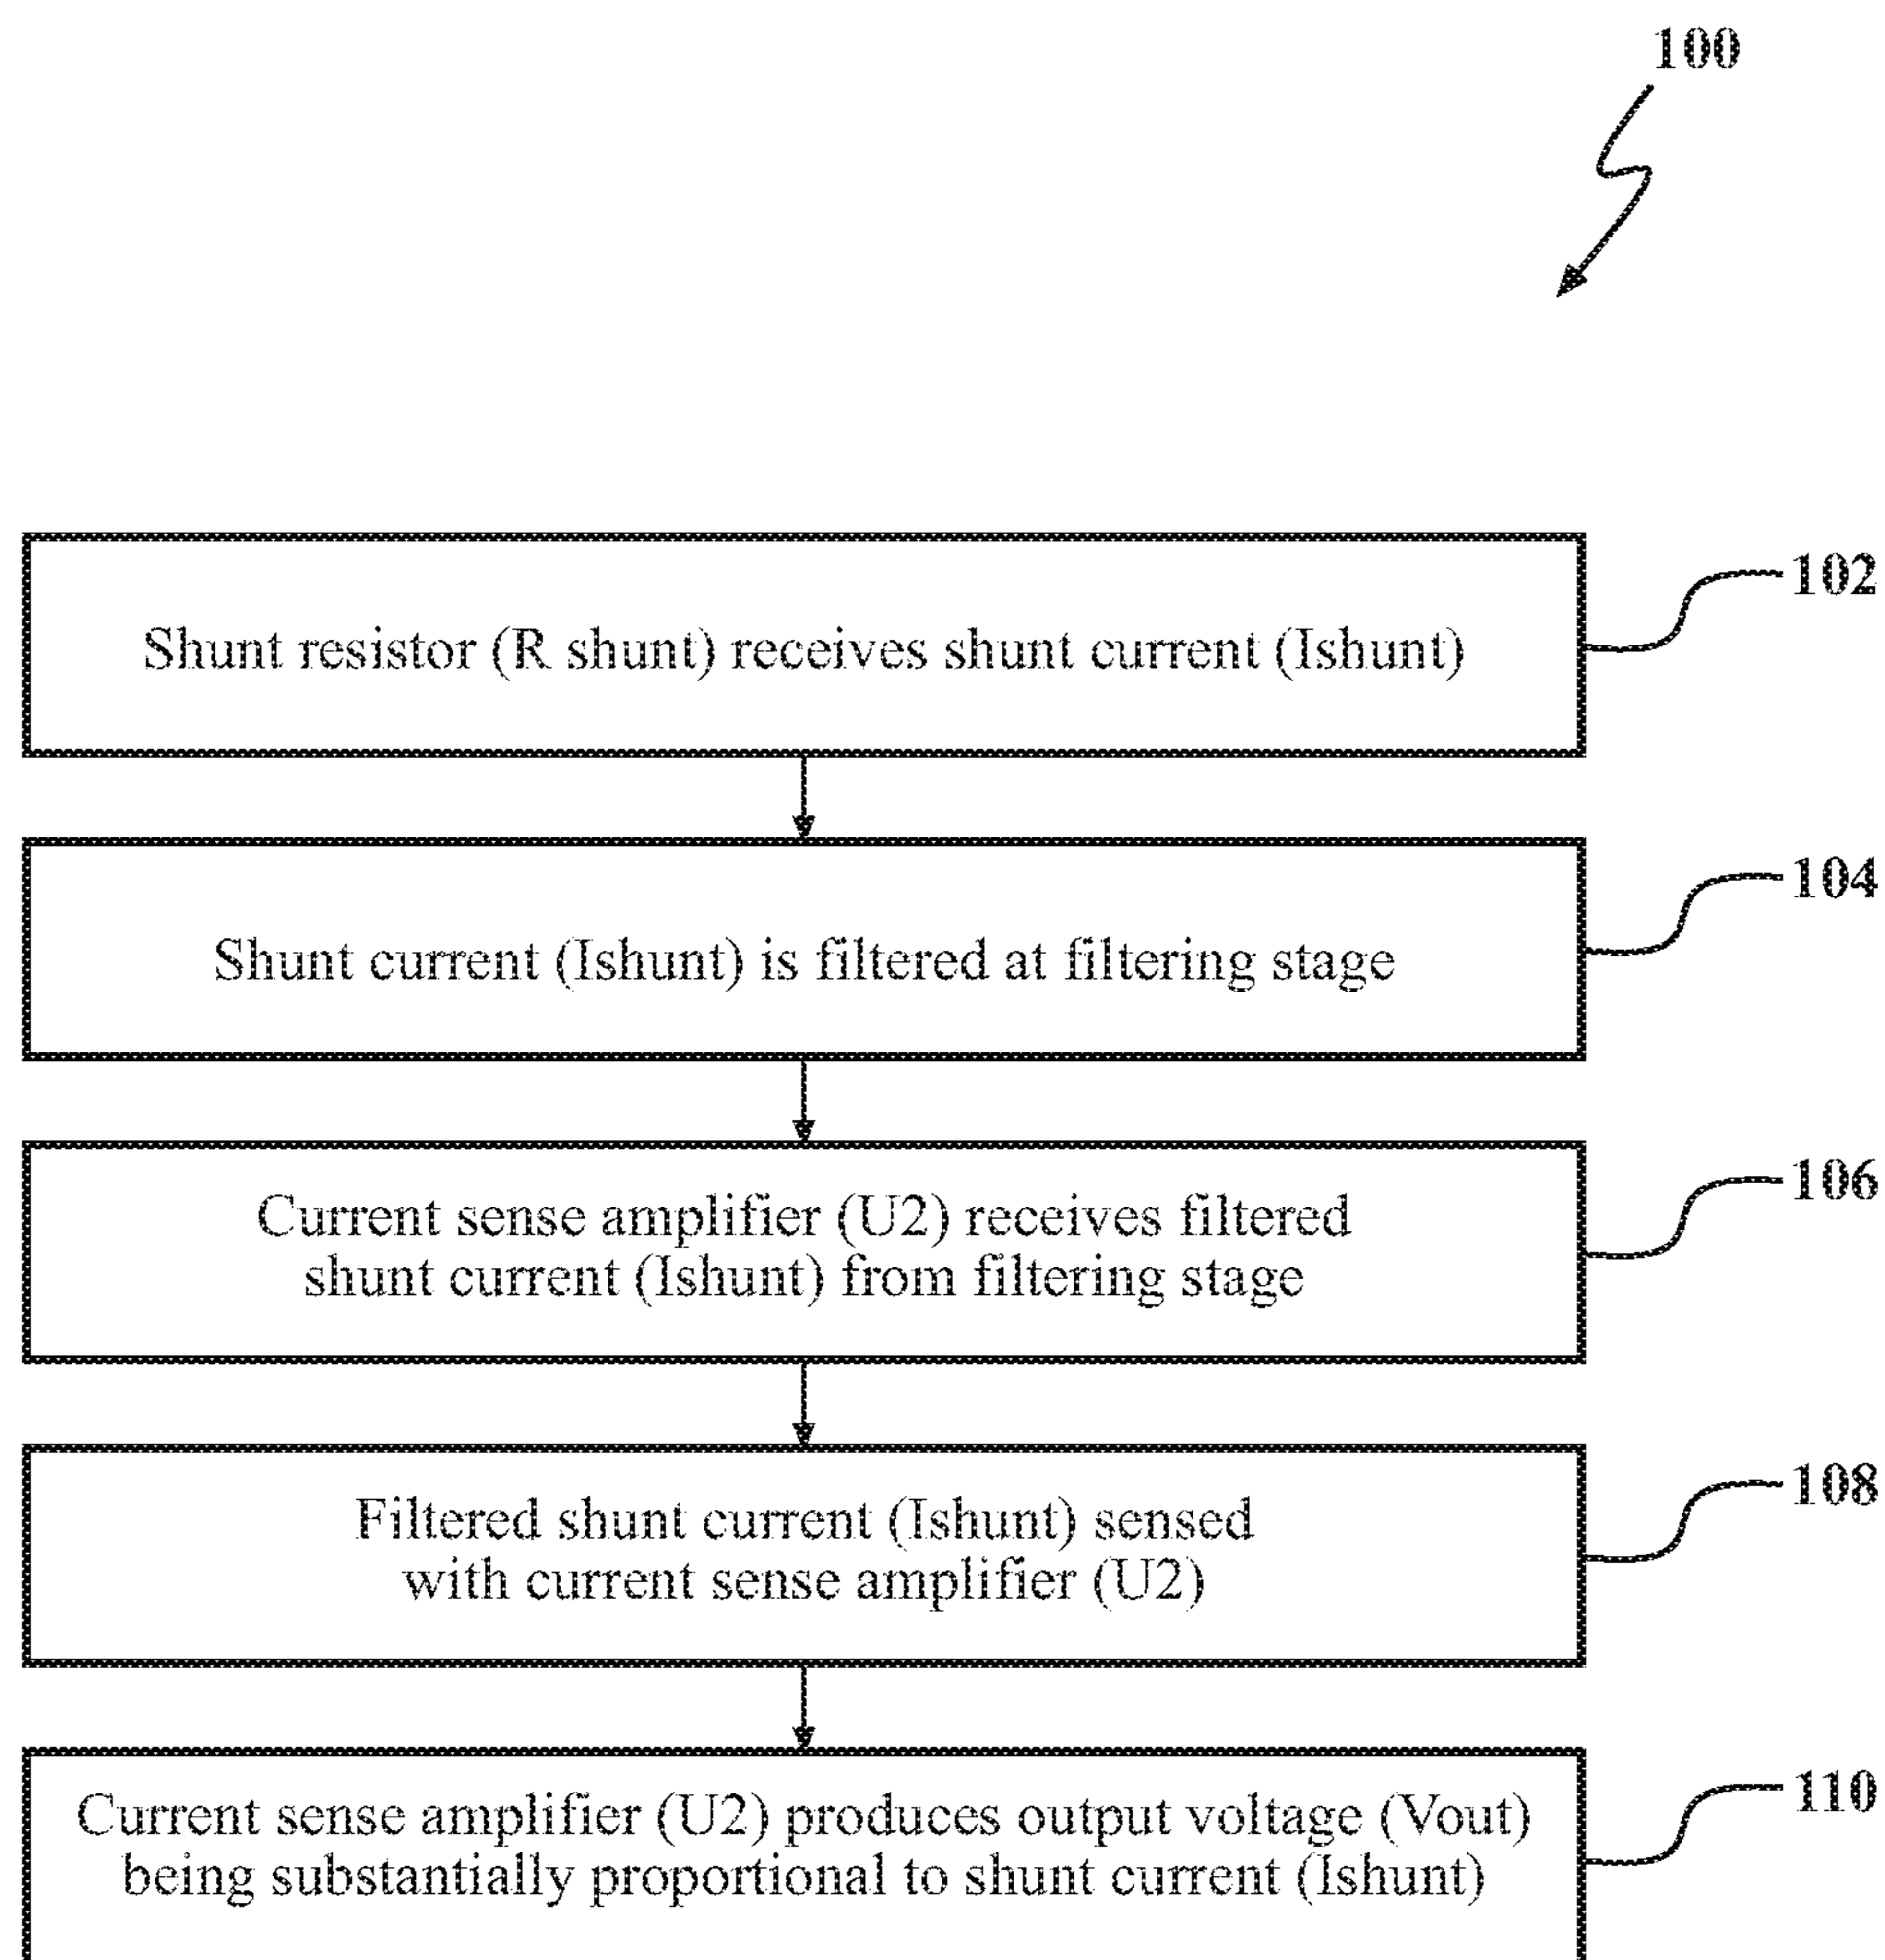 100
Shunt resistor (R shunt) receives shunt current (Ishunt)
102
Shunt current (Ishunt) is filtered at filtering stage
104
Current sense amplifier (U2) receives filtered
shunt current (Ishunt) from filtering stage
106
Filtered shunt current (Ishunt) sensed
with current sense amplifier (U2)
108
Current sense amplifier (U2) produces output voltage (Vout)
being substantially proportional to shunt current (Ishunt)
110